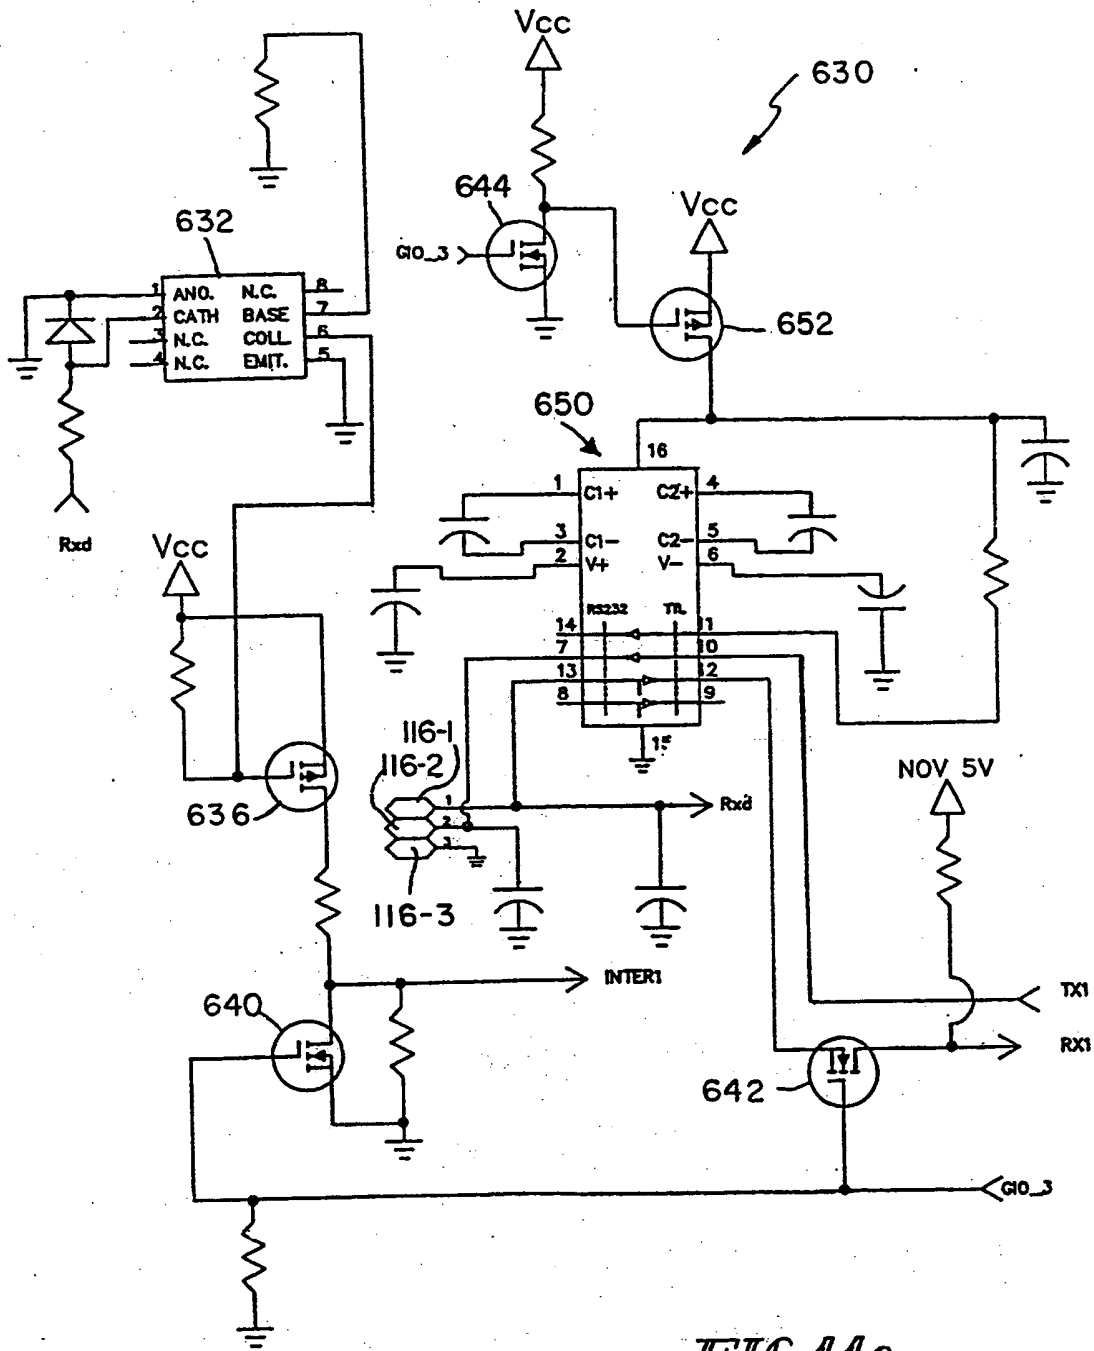 Vcc
630
644
Vcc
632
GIO_3
1 ANO. N.C. 8
2 CATH BASE 7
3 N.C. COLL. 6
4 N.C. EMIT. 5
652
650
16
1 C1+ C2+ 4
3 C1- C2- 5
2 V+ V- 6
Rxd
Vcc
RS232
14 11
7 10
13 12
8 9
116-1
116-2
NOV 5V
1 Rxd
2
3
636
116-3
INTER1
TX1
640
RX1
642
GIO_3